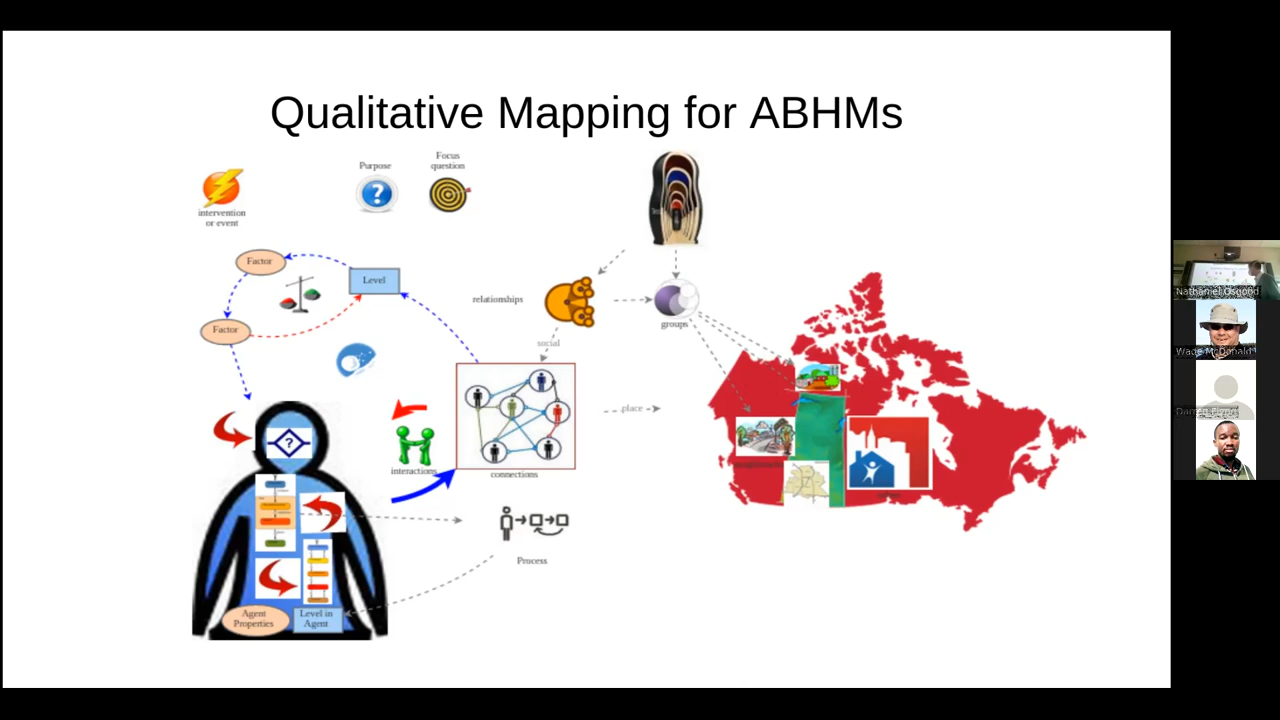 Qualitative Mapping for ABHMs
Purpose
Focus
question
intervention
or event
Factor
Level
Factor
relationships
groups
social
place
interactions
connections
Process
Agent
Properties
Level in
Agent
Nathaniel Osgood
Wade McDonald